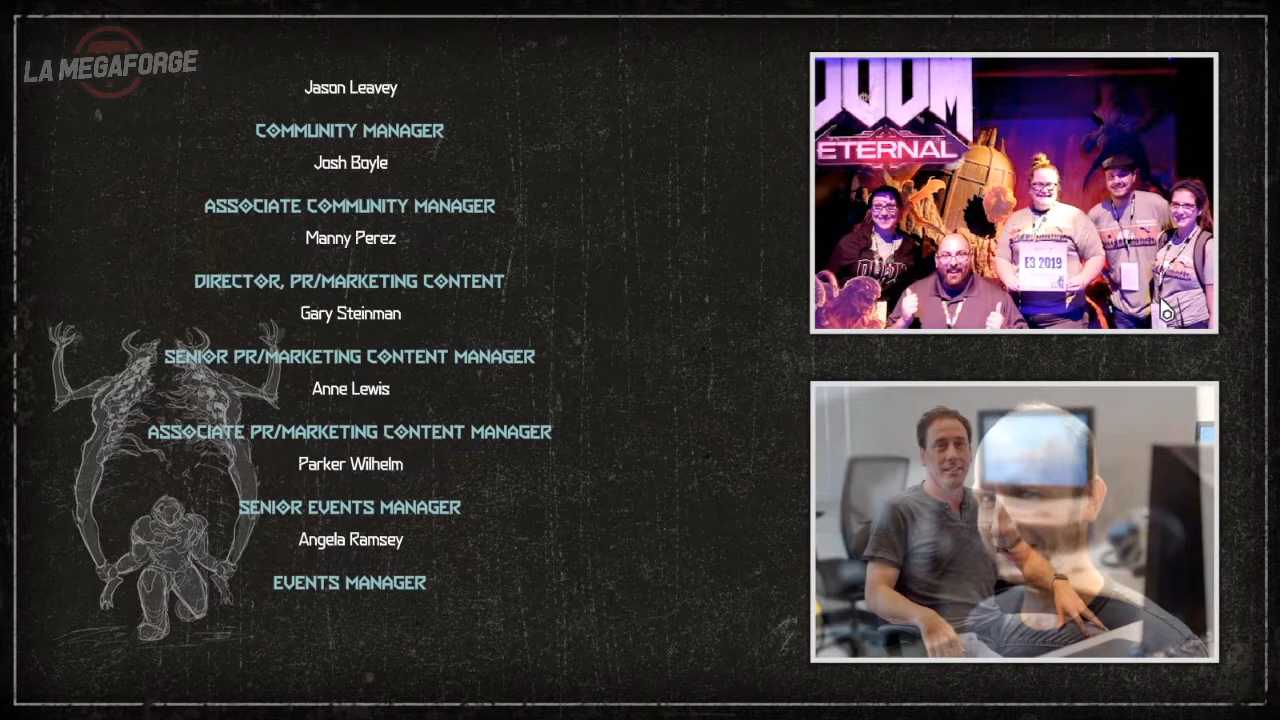 LA MEGAFORGE
Jason Leavey
COMMUNITY MANAGER
Josh Boyle
ASSOCIATE COMMUNITY MANAGER
Manny Perez
DIRECTOR, PR/MARKETING CONTENT
Gary Steinman
SENIOR PR/MARKETING CONTENT MANAGER
Anne Lewis
ASSOCIATE PR/MARKETING CONTENT MANAGER
Parker Wilhelm
SENIOR EVENTS MANAGER
Angela Ramsey
EVENTS MANAGER
DOOM
ETERNAL
E3 2019